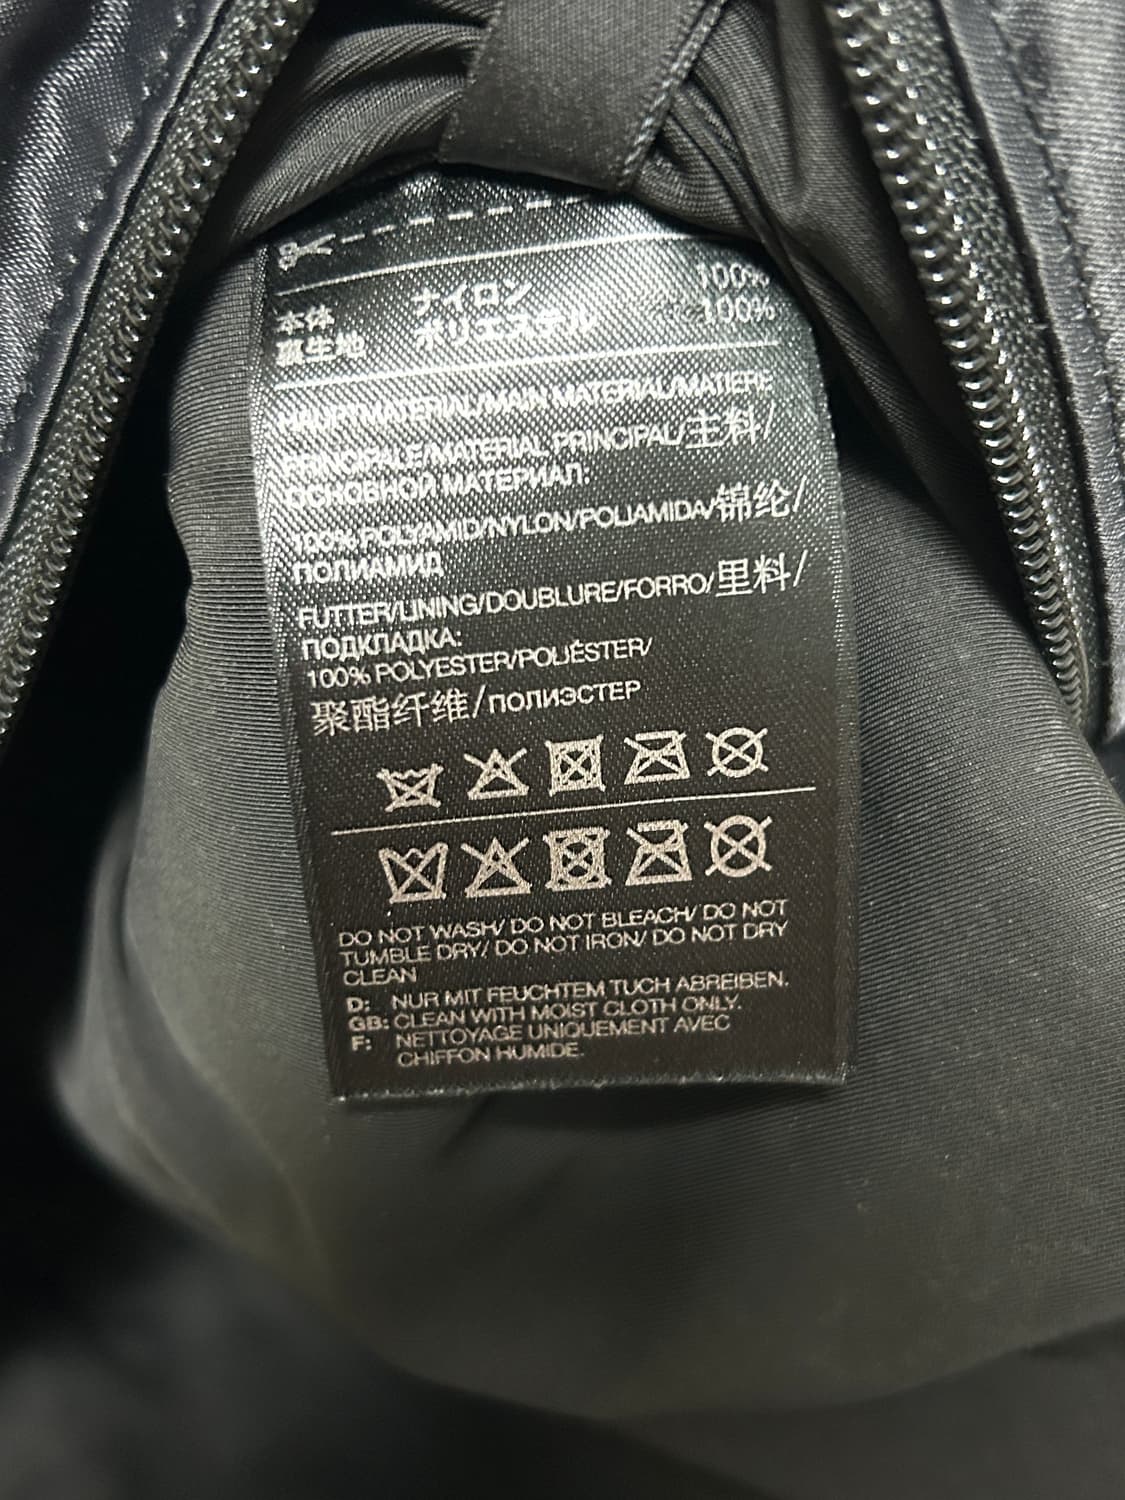 本体 ナイロン 100%
裏生地 ポリエステル 100%
HAUPTMATERIAL/MAIN MATERIAL/MATIERE
PRINCIPALE/MATERIAL PRINCIPAL/主料/
ОСНОВНОЙ МАТЕРИАЛ:
100% POLYAMID/NYLON/POLIAMIDA/锦纶/
ПОЛИАМИД
FUTTER/LINING/DOUBLURE/FORRO/里料/
ПОДКЛАДКА:
100% POLYESTER/POLIÉSTER/
聚酯纤维/ПОЛИЭСТЕР
DO NOT WASH/ DO NOT BLEACH/ DO NOT
TUMBLE DRY/ DO NOT IRON/ DO NOT DRY
CLEAN
D: NUR MIT FEUCHTEM TUCH ABREIBEN.
GB: CLEAN WITH MOIST CLOTH ONLY.
F: NETTOYAGE UNIQUEMENT AVEC
CHIFFON HUMIDE.